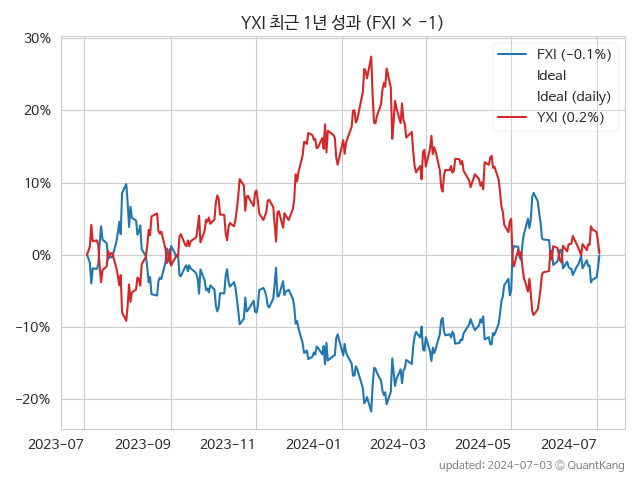 YXI 최근 1년 성과 (FXI × -1)
30%
20%
10%
0%
-10%
-20%
FXI (-0.1%)
Ideal
Ideal (daily)
YXI (0.2%)
2023-07
2023-09
2023-11
2024-01
2024-03
2024-05
2024-07
updated: 2024-07-03 © QuantKang